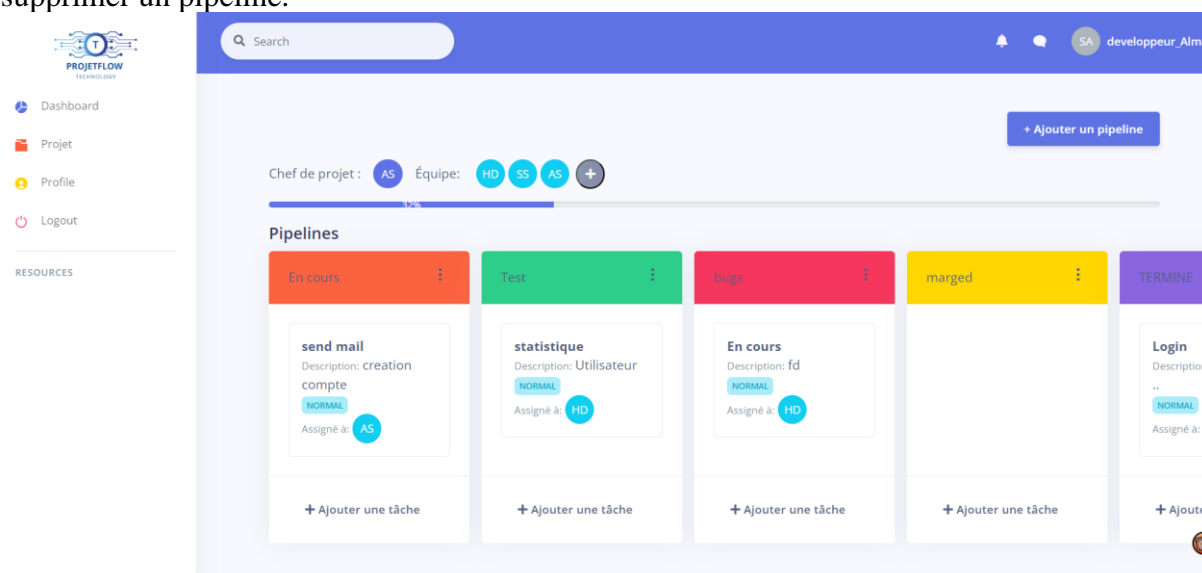 supprimer un pipeline.
PROJETFLOW
TECHNOLOGY
Search
SA developpeur_Alm
Dashboard
Projet
Profile
Logout
RESOURCES
+ Ajouter un pipeline
Chef de projet : AS Équipe: HD SS AS +
32%
Pipelines
En cours
send mail
Description: creation
compte
NORMAL
Assigné à: AS
+ Ajouter une tâche
Test
statistique
Description: Utilisateur
NORMAL
Assigné à: HD
+ Ajouter une tâche
bugs
En cours
Description: fd
NORMAL
Assigné à: HD
+ Ajouter une tâche
marged
+ Ajouter une tâche
TERMINE
Login
Descriptio
..
NORMAL
Assigné à:
+ Ajoute